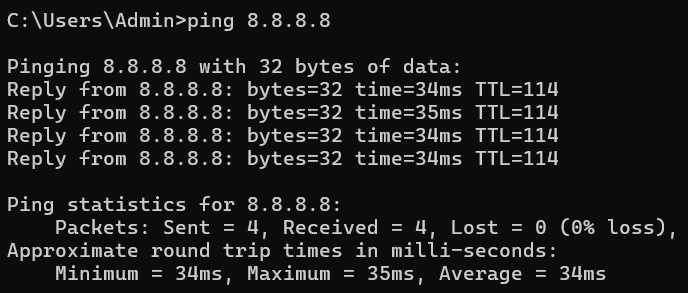 C:\Users\Admin>ping 8.8.8.8
Pinging 8.8.8.8 with 32 bytes of data:
Reply from 8.8.8.8: bytes=32 time=34ms TTL=114
Reply from 8.8.8.8: bytes=32 time=35ms TTL=114
Reply from 8.8.8.8: bytes=32 time=34ms TTL=114
Reply from 8.8.8.8: bytes=32 time=34ms TTL=114
Ping statistics for 8.8.8.8:
    Packets: Sent = 4, Received = 4, Lost = 0 (0% loss),
Approximate round trip times in milli-seconds:
    Minimum = 34ms, Maximum = 35ms, Average = 34ms